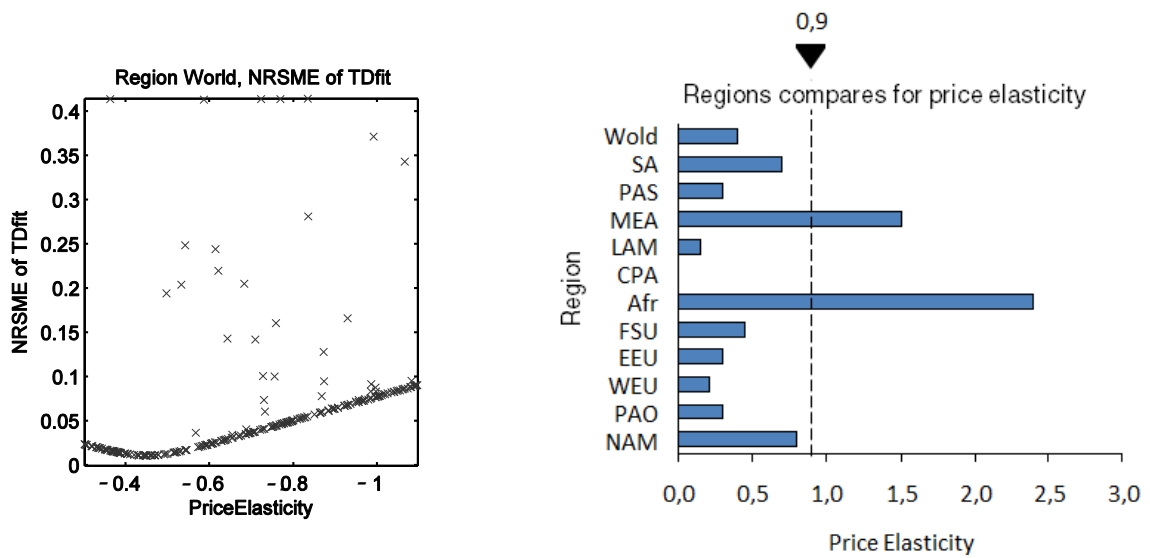 Region World, NRSME of TDfit
NRSME of TDfit
0.4
0.35
0.3
0.25
0.2
0.15
0.1
0.05
0
-0.4 -0.6 -0.8 -1
PriceElasticity
0,9
Regions compares for price elasticity
Region
Wold
SA
PAS
MEA
LAM
CPA
Afr
FSU
EEU
WEU
PAO
NAM
0,0 0,5 1,0 1,5 2,0 2,5 3,0
Price Elasticity